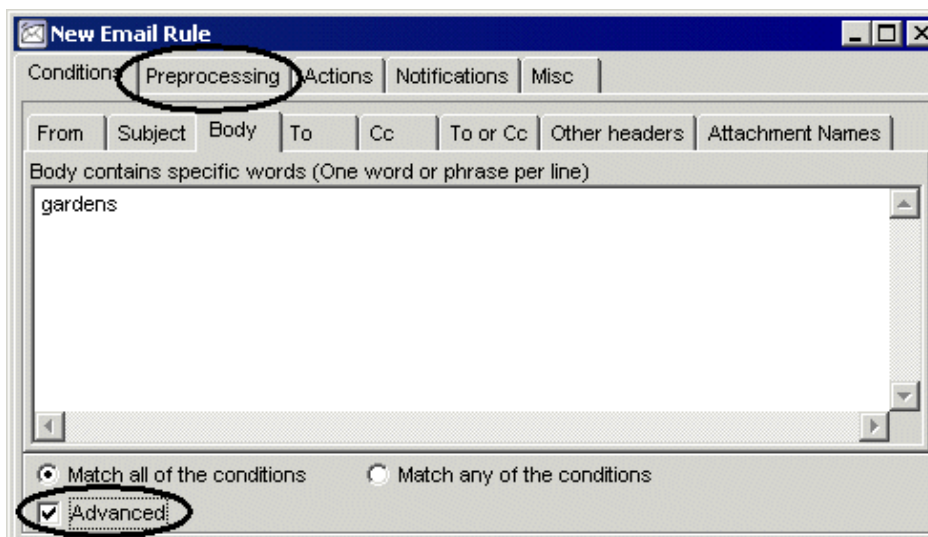 New Email Rule
Conditions Preprocessing Actions Notifications Misc
From Subject Body To Cc To or Cc Other headers Attachment Names
Body contains specific words (One word or phrase per line)
gardens
Match all of the conditions Match any of the conditions
Advanced